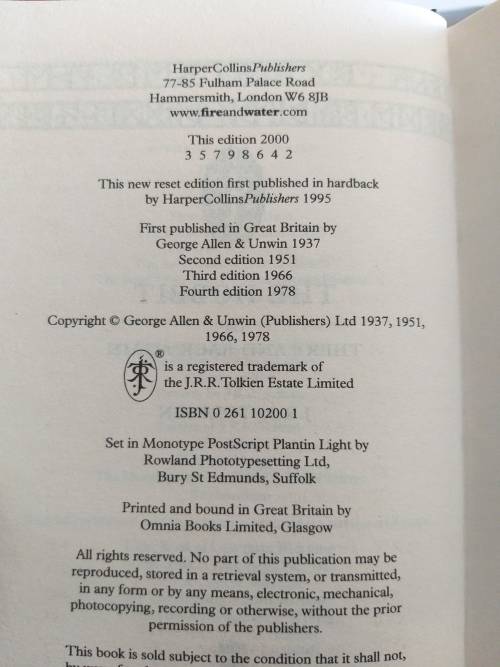 HarperCollinsPublishers
77-85 Fulham Palace Road
Hammersmith, London W6 8JB
www.fireandwater.com
This edition 2000
3 5 7 9 8 6 4 2
This new reset edition first published in hardback
by HarperCollinsPublishers 1995
First published in Great Britain by
George Allen & Unwin 1937
Second edition 1951
Third edition 1966
Fourth edition 1978
Copyright © George Allen & Unwin (Publishers) Ltd 1937, 1951,
1966, 1978
® is a registered trademark of
the J.R.R.Tolkien Estate Limited
ISBN 0 261 10200 1
Set in Monotype PostScript Plantin Light by
Rowland Phototypesetting Ltd,
Bury St Edmunds, Suffolk
Printed and bound in Great Britain by
Omnia Books Limited, Glasgow
All rights reserved. No part of this publication may be
reproduced, stored in a retrieval system, or transmitted,
in any form or by any means, electronic, mechanical,
photocopying, recording or otherwise, without the prior
permission of the publishers.
This book is sold subject to the condition that it shall not,